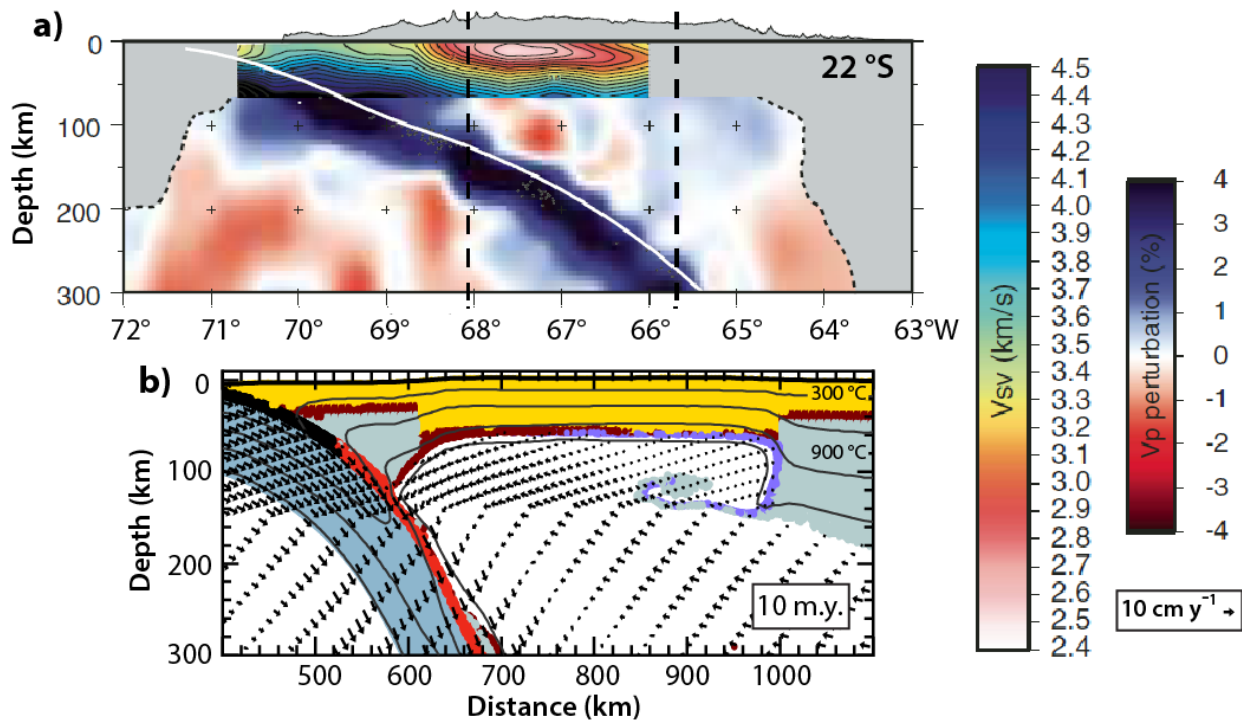 a)
22 °S
0
100
200
300
Depth (km)
72° 71° 70° 69° 68° 67° 66° 65° 64° 63°W
b)
0
100
200
300
Depth (km)
300 °C
900 °C
10 m.y.
500 600 700 800 900 1000
Distance (km)
4.5
4.4
4.3
4.2
4.1
4.0
3.9
3.8
3.7
3.6
3.5
3.4
3.3
3.2
3.1
3.0
2.9
2.8
2.7
2.6
2.5
2.4
Vsv (km/s)
4
3
2
1
0
-1
-2
-3
-4
Vp perturbation (%)
10 cm y⁻¹